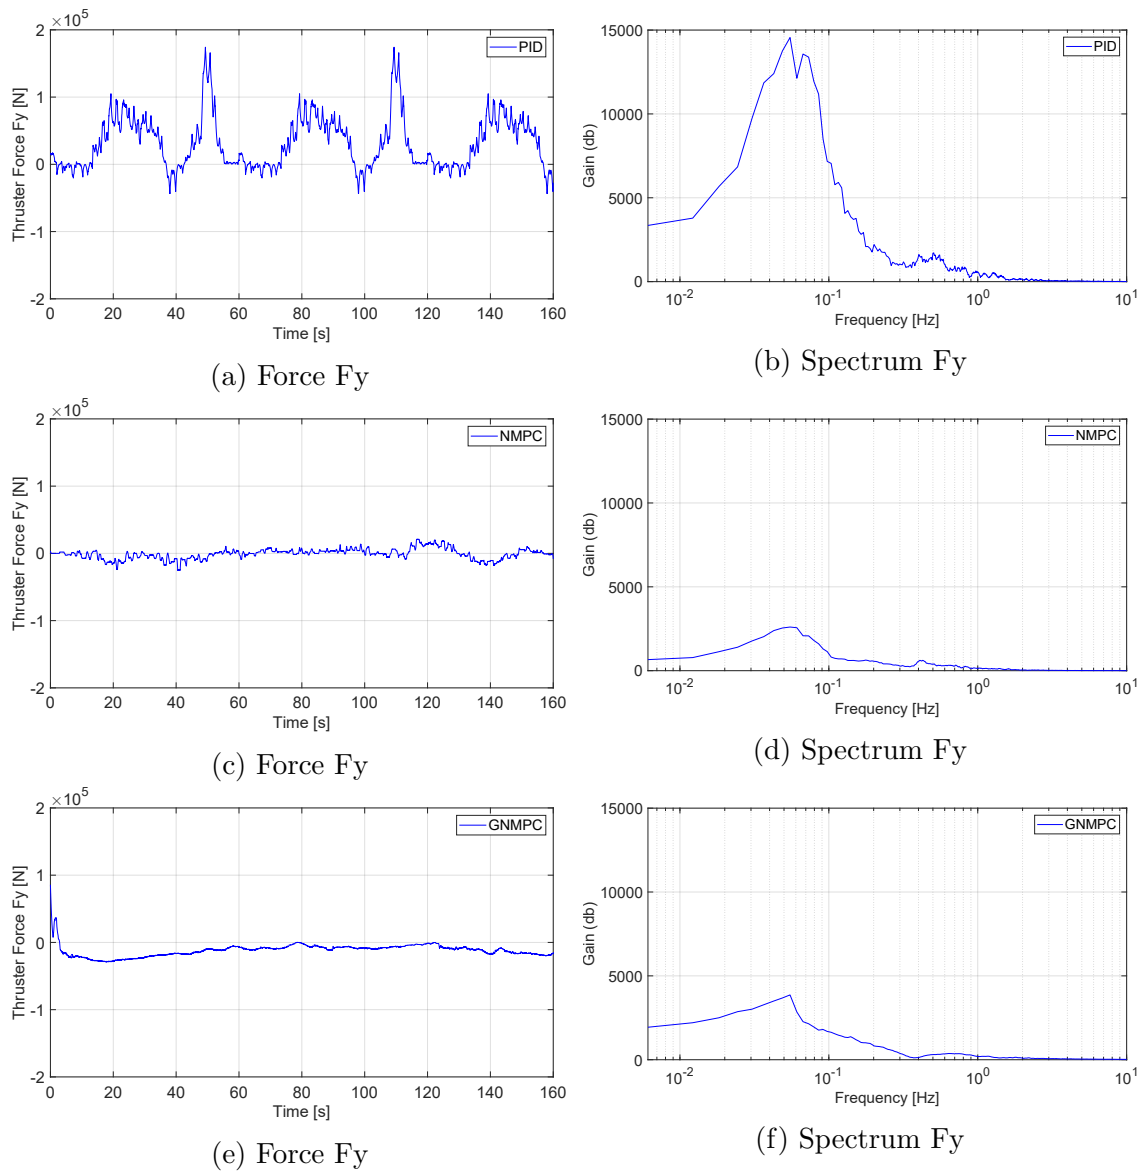 ×10^5
2
1
0
-1
-2
Thruster Force Fy [N]
PID
0 20 40 60 80 100 120 140 160
Time [s]
(a) Force Fy
15000
10000
5000
0
Gain (db)
PID
10^-2 10^-1 10^0 10^1
Frequency [Hz]
(b) Spectrum Fy
×10^5
2
1
0
-1
-2
Thruster Force Fy [N]
NMPC
0 20 40 60 80 100 120 140 160
Time [s]
(c) Force Fy
15000
10000
5000
0
Gain (db)
NMPC
10^-2 10^-1 10^0 10^1
Frequency [Hz]
(d) Spectrum Fy
×10^5
2
1
0
-1
-2
Thruster Force Fy [N]
GNMPC
0 20 40 60 80 100 120 140 160
Time [s]
(e) Force Fy
15000
10000
5000
0
Gain (db)
GNMPC
10^-2 10^-1 10^0 10^1
Frequency [Hz]
(f) Spectrum Fy